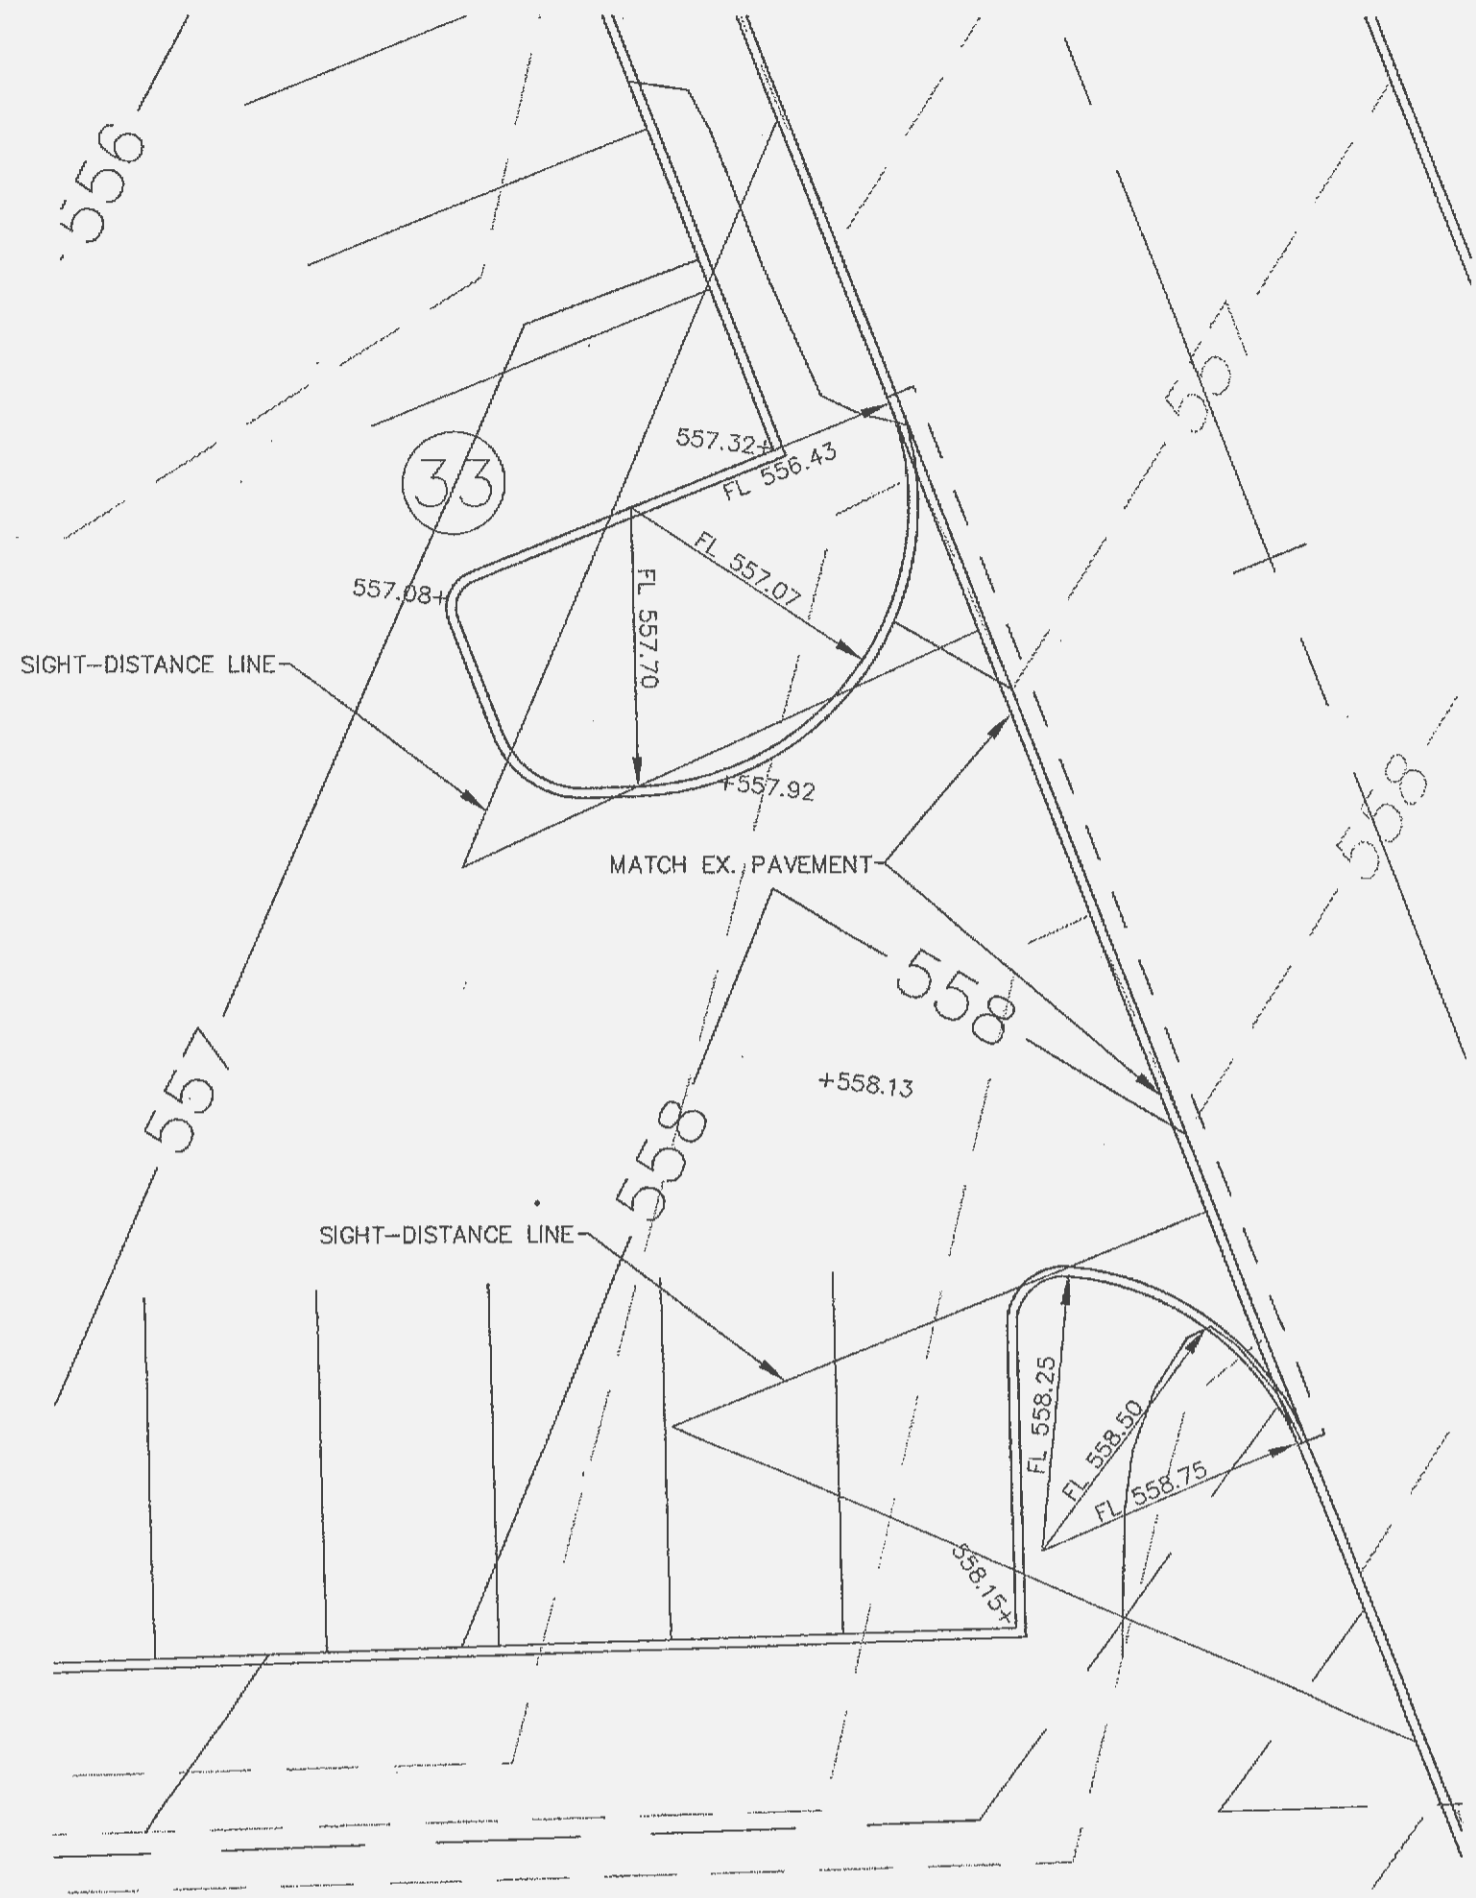 556
557
33
557.32+
FL 556.43
FL 557.07
557.08+
FL 557.70
SIGHT-DISTANCE LINE
+557.92
558
MATCH EX. PAVEMENT
558
557
+558.13
558
SIGHT-DISTANCE LINE
FL 558.25
FL 558.50
FL 558.75
558.15+